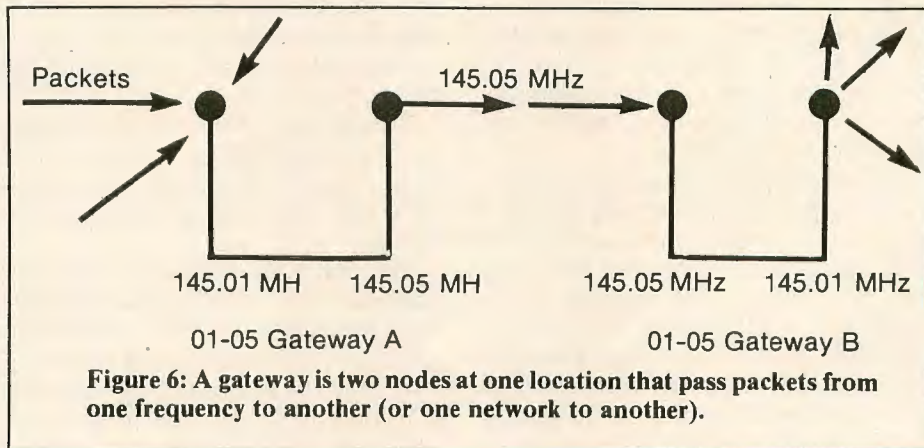 Packets
145.05 MHz
145.01 MH 145.05 MH 145.05 MHz 145.01 MHz
01-05 Gateway A 01-05 Gateway B
Figure 6: A gateway is two nodes at one location that pass packets from
one frequency to another (or one network to another).